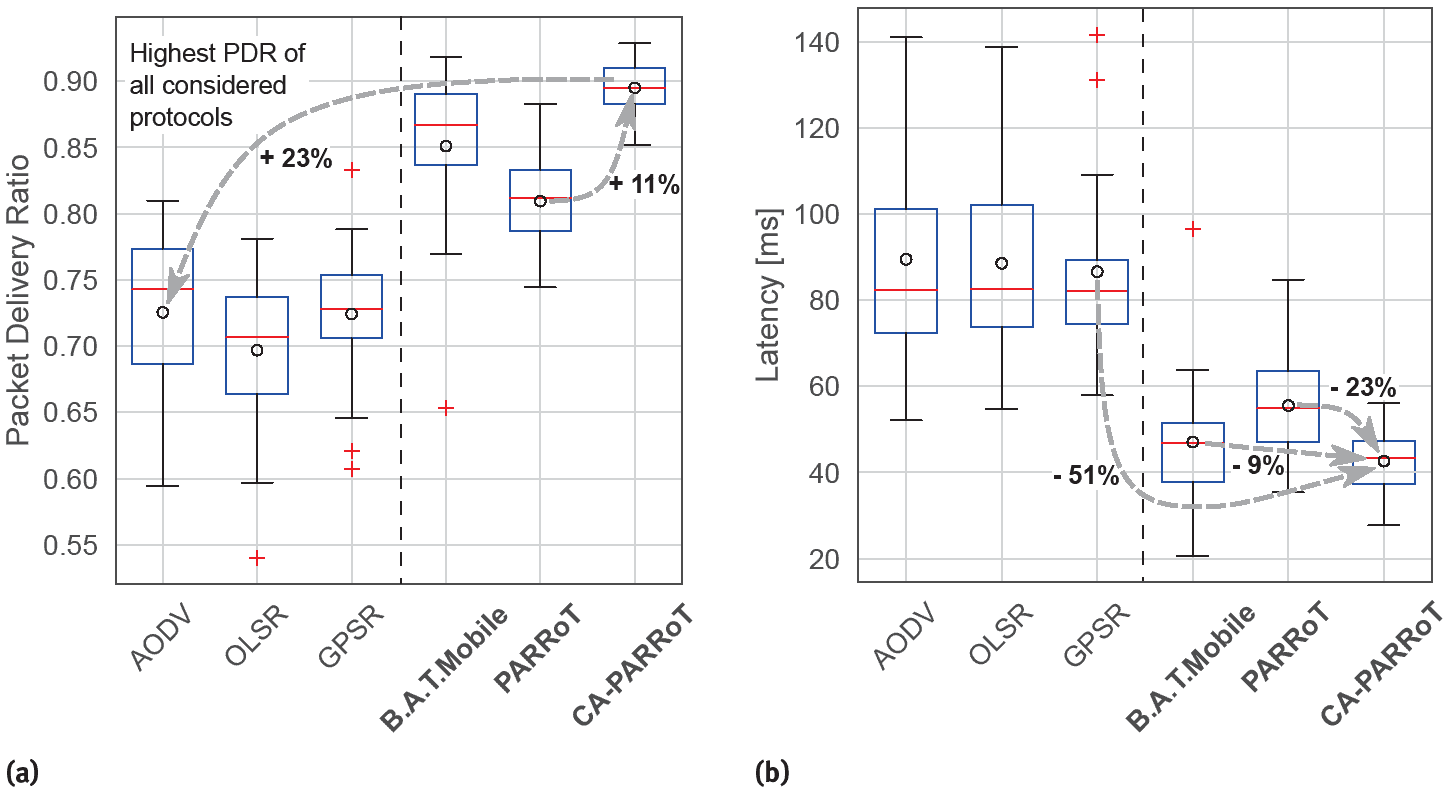 Highest PDR of
all considered
protocols
Packet Delivery Ratio
0.90
0.85
0.80
0.75
0.70
0.65
0.60
0.55
+ 23%
+ 11%
AODV
OLSR
GPSR
B.A.T.Mobile
PARRoT
CA-PARRoT
(a)
Latency [ms]
140
120
100
80
60
40
20
- 23%
- 9%
- 51%
AODV
OLSR
GPSR
B.A.T.Mobile
PARRoT
CA-PARRoT
(b)